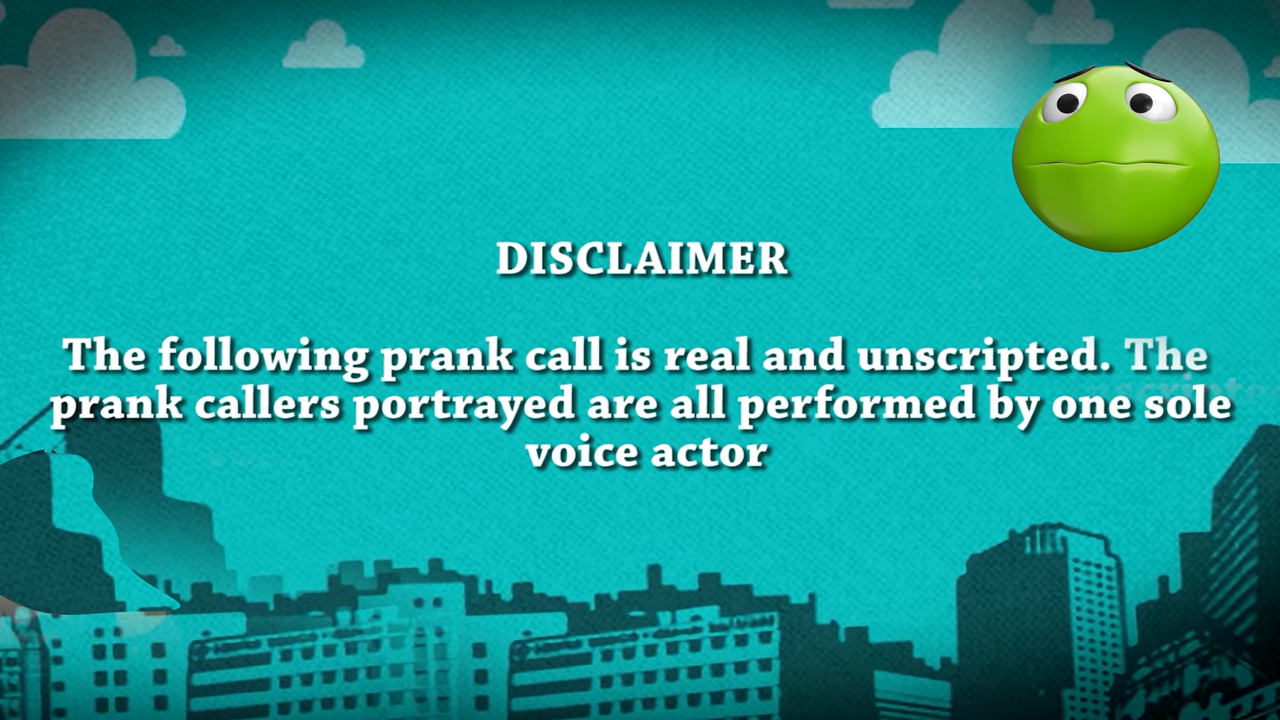 DISCLAIMER
The following prank call is real and unscripted. The
prank callers portrayed are all performed by one sole
voice actor